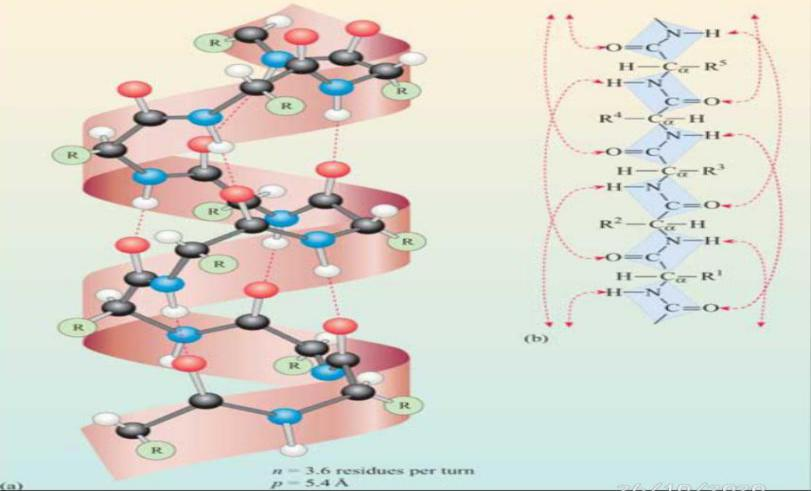 R
R
R
R
R
R
R
R
R
R
R
n = 3.6 residues per turn
p = 5.4 Å
(a)
N—H
O=C
H—Cα—R⁵
H—N
C=O
R⁴—Cα—H
N—H
O=C
H—Cα—R³
H—N
C=O
R²—Cα—H
N—H
O=C
H—Cα—R¹
H—N
C=O
(b)